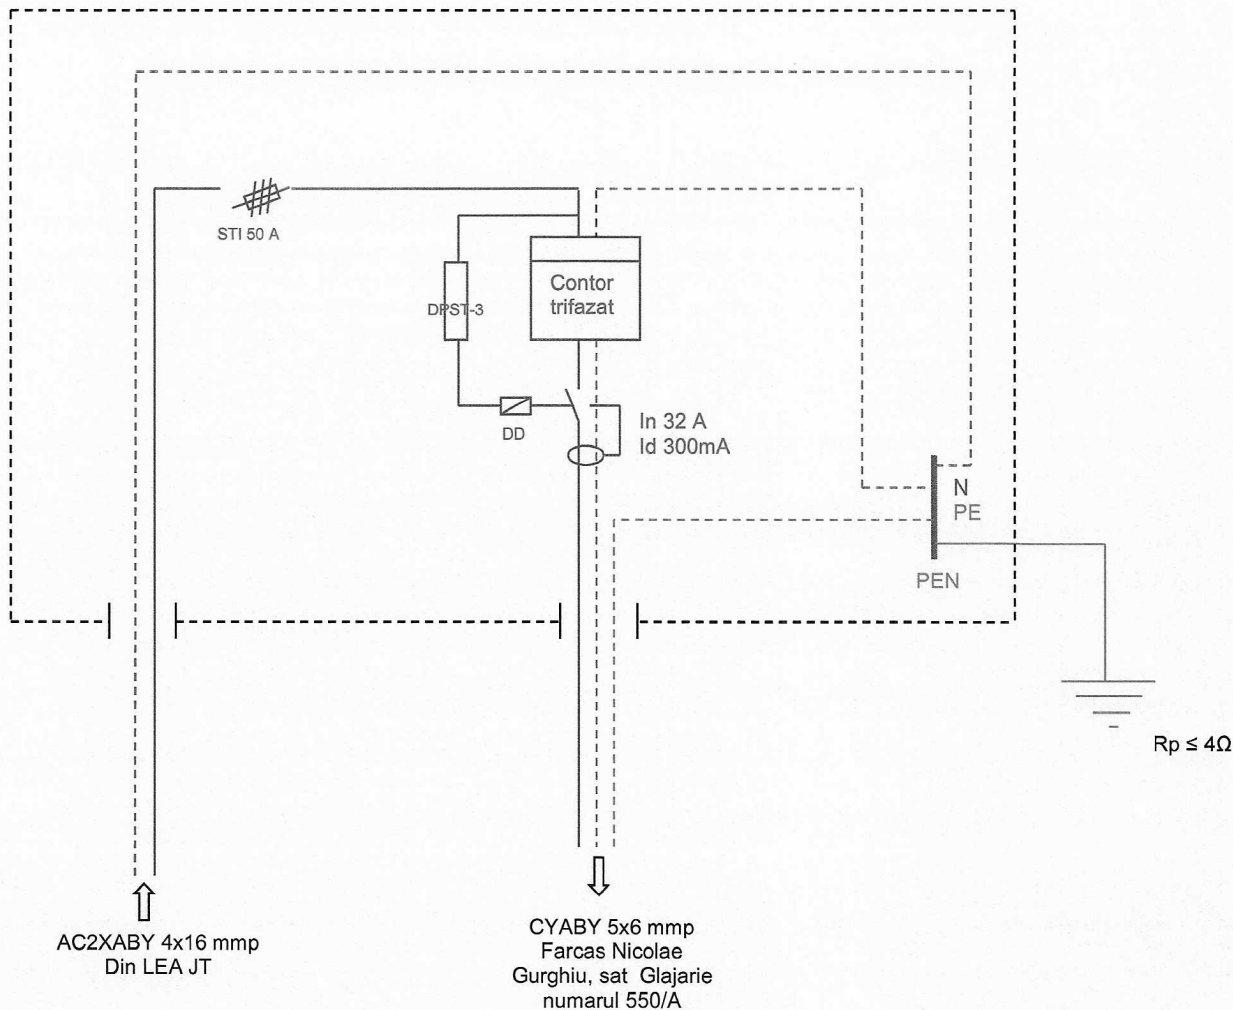 STI 50 A
Contor
trifazat
DPST-3
DD
In 32 A
Id 300mA
N
PE
PEN
Rp ≤ 4Ω
AC2XABY 4x16 mmp
Din LEA JT
CYABY 5x6 mmp
Farcas Nicolae
Gurghiu, sat Glajarie
numarul 550/A